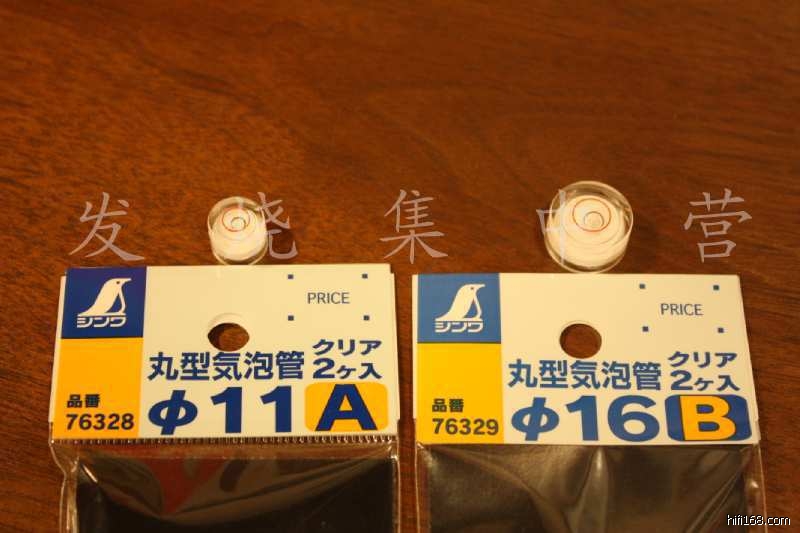 发烧集中营
シンワ
PRICE
丸型気泡管
クリア
2ヶ入
品番
76328
φ11
A
シンワ
PRICE
丸型気泡管
クリア
2ヶ入
品番
76329
φ16
B
hifi168.com